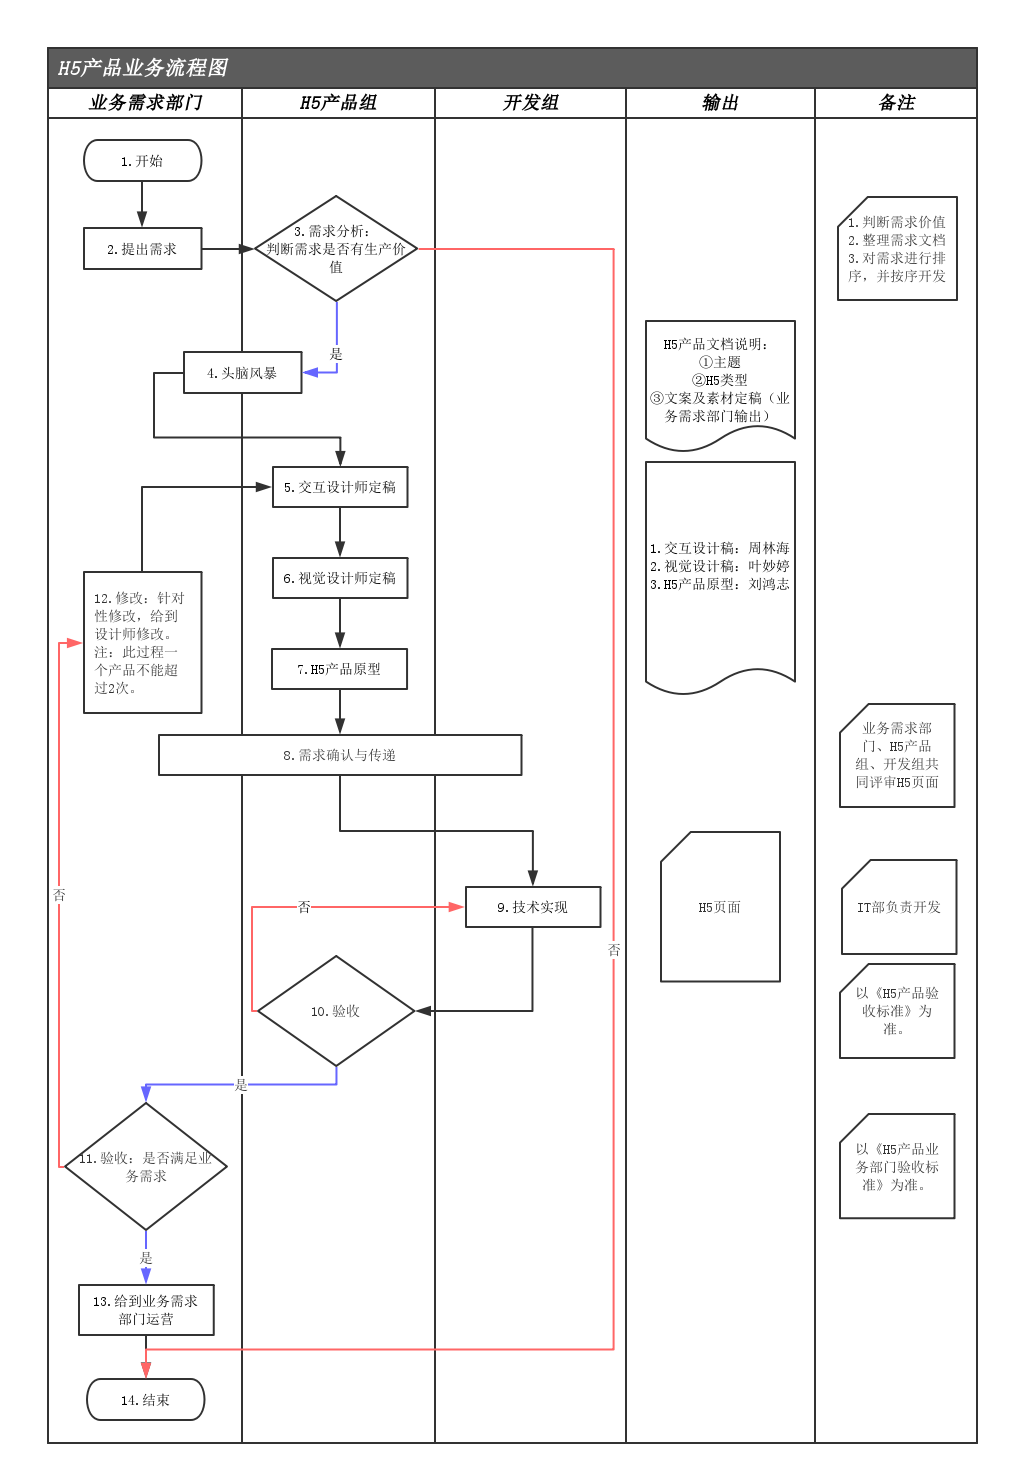 H5产品业务流程图
业务需求部门
H5产品组
开发组
输出
备注
1.开始
2.提出需求
3.需求分析：
判断需求是否有生产价
值
1.判断需求价值
2.整理需求文档
3.对需求进行排
序，并按序开发
是
4.头脑风暴
H5产品文档说明：
①主题
②H5类型
③文案及素材定稿（业
务需求部门输出）
5.交互设计师定稿
6.视觉设计师定稿
1.交互设计稿：周林海
2.视觉设计稿：叶妙婷
3.H5产品原型：刘鸿志
12.修改：针对
性修改，给到
设计师修改。
注：此过程一
个产品不能超
过2次。
7.H5产品原型
8.需求确认与传递
业务需求部
门、H5产品
组、开发组共
同评审H5页面
否
否
9.技术实现
H5页面
IT部负责开发
否
10.验收
以《H5产品验
收标准》为
准。
是
11.验收：是否满足业
务需求
以《H5产品业
务部门验收标
准》为准。
是
13.给到业务需求
部门运营
14.结束